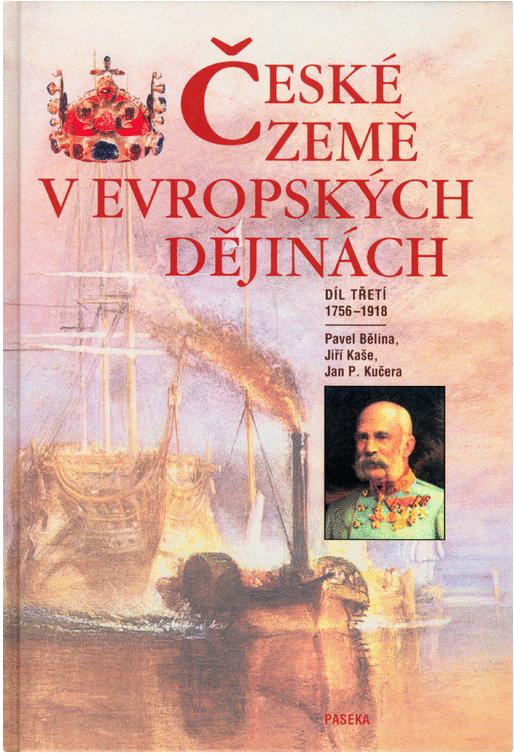 ČESKÉ
ZEMĚ
V EVROPSKÝCH
DĚJINÁCH
DÍL TŘETÍ
1756–1918
Pavel Bělina,
Jiří Kaše,
Jan P. Kučera
PASEKA